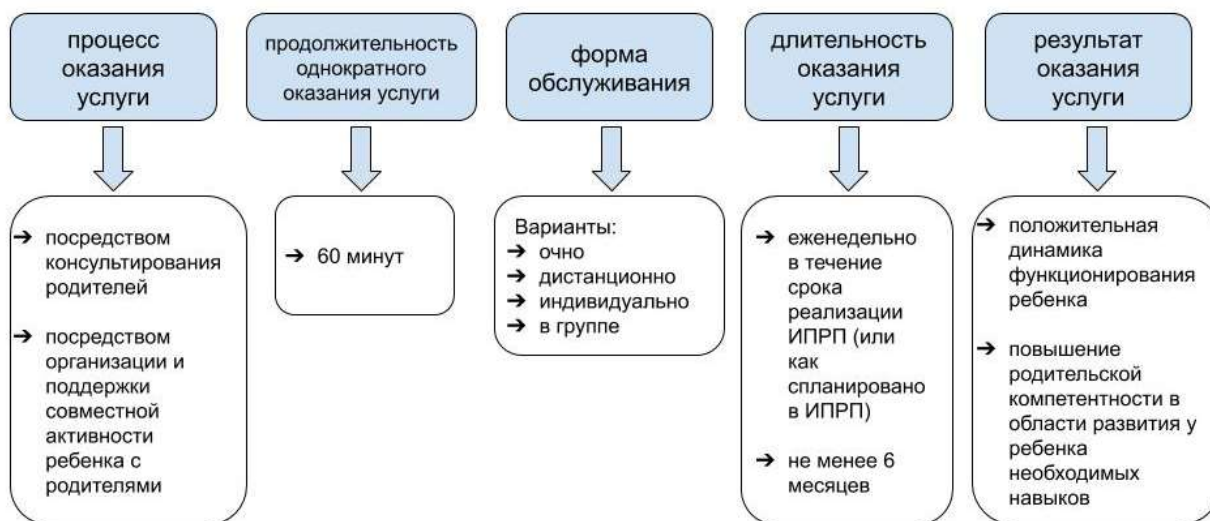 процесс
оказания
услуги
продолжительность
однократного
оказания услуги
форма
обслуживания
длительность
оказания
услуги
результат
оказания
услуги
➔ посредством
консультирования
родителей
➔ посредством
организации и
поддержки
совместной
активности
ребенка с
родителями
➔ 60 минут
Варианты:
➔ очно
➔ дистанционно
➔ индивидуально
➔ в группе
➔ еженедельно
в течение
срока
реализации
ИПРП (или
как
спланировано
в ИПРП)
➔ не менее 6
месяцев
➔ положительная
динамика
функционирования
ребенка
➔ повышение
родительской
компетентности в
области развития у
ребенка
необходимых
навыков